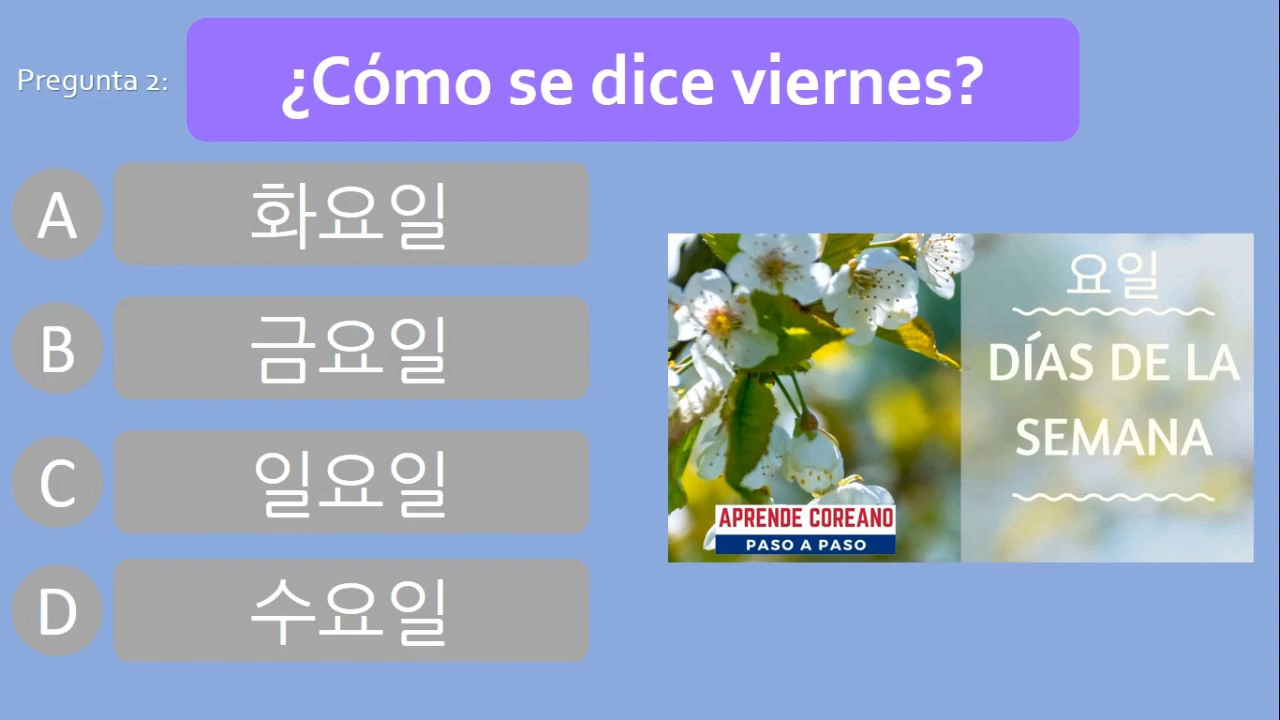 Pregunta 2:
¿Cómo se dice viernes?
A
화요일
B
금요일
C
일요일
D
수요일
요일
DÍAS DE LA
SEMANA
APRENDE COREANO
PASO A PASO